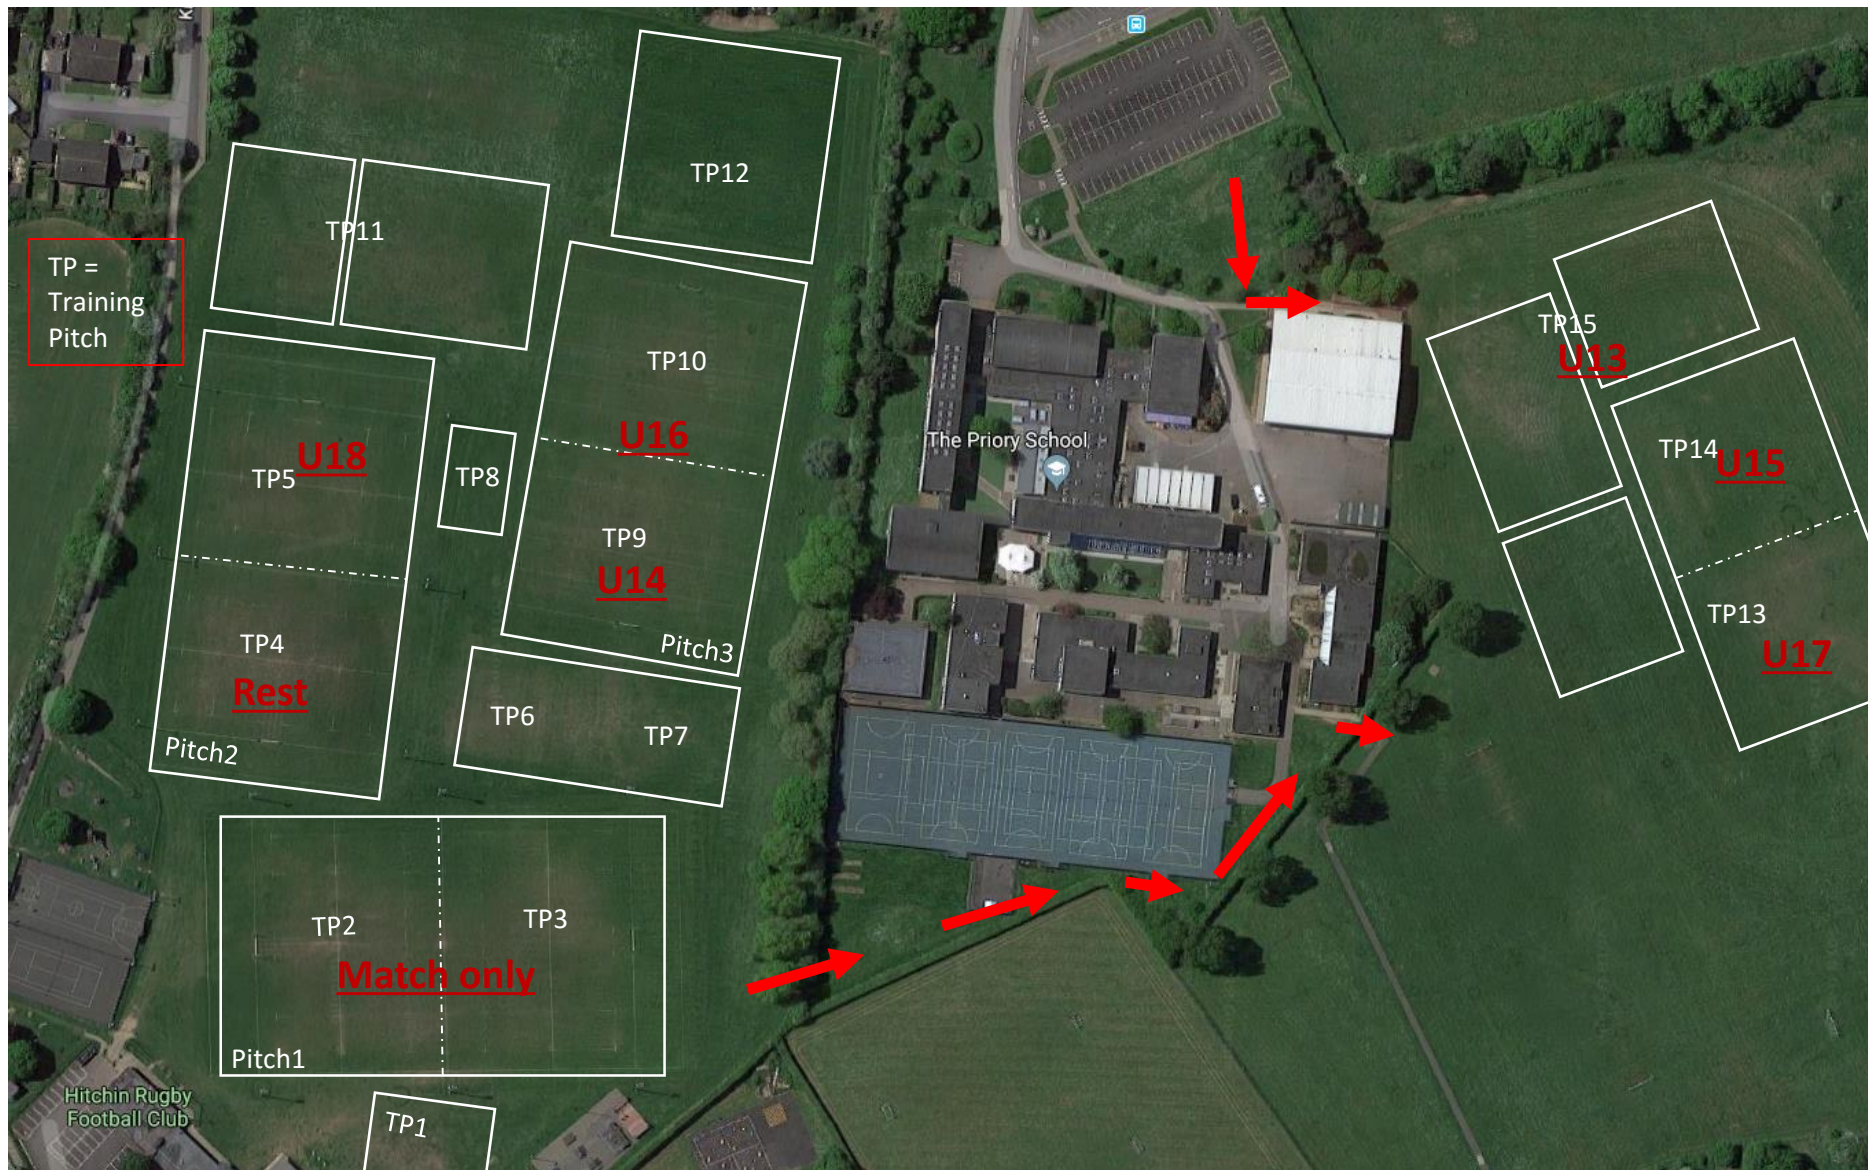 TP12
TP11
TP =
Training
Pitch
TP10
U16
U18
TP5
TP8
TP9
U14
TP4
Rest
Pitch3
Pitch2
TP6
TP7
TP2
TP3
Match only
Pitch1
Hitchin Rugby
Football Club
TP1
The Priory School
TP15
U13
TP14
U15
TP13
U17